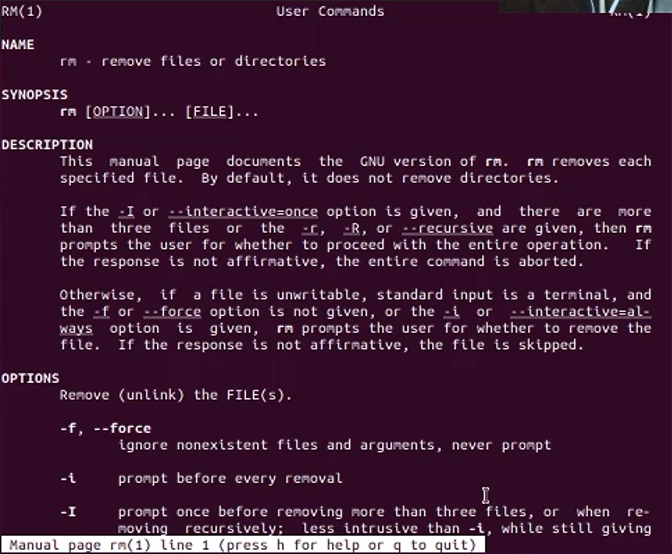 RM(1) User Commands RM(1)
NAME
rm - remove files or directories
SYNOPSIS
rm [OPTION]... [FILE]...
DESCRIPTION
This manual page documents the GNU version of rm. rm removes each
specified file. By default, it does not remove directories.
If the -I or --interactive=once option is given, and there are more
than three files or the -r, -R, or --recursive are given, then rm
prompts the user for whether to proceed with the entire operation. If
the response is not affirmative, the entire command is aborted.
Otherwise, if a file is unwritable, standard input is a terminal, and
the -f or --force option is not given, or the -i or --interactive=al-
ways option is given, rm prompts the user for whether to remove the
file. If the response is not affirmative, the file is skipped.
OPTIONS
Remove (unlink) the FILE(s).
-f, --force
ignore nonexistent files and arguments, never prompt
-i prompt before every removal
-I prompt once before removing more than three files, or when re-
moving recursively; less intrusive than -i, while still giving
Manual page rm(1) line 1 (press h for help or q to quit)